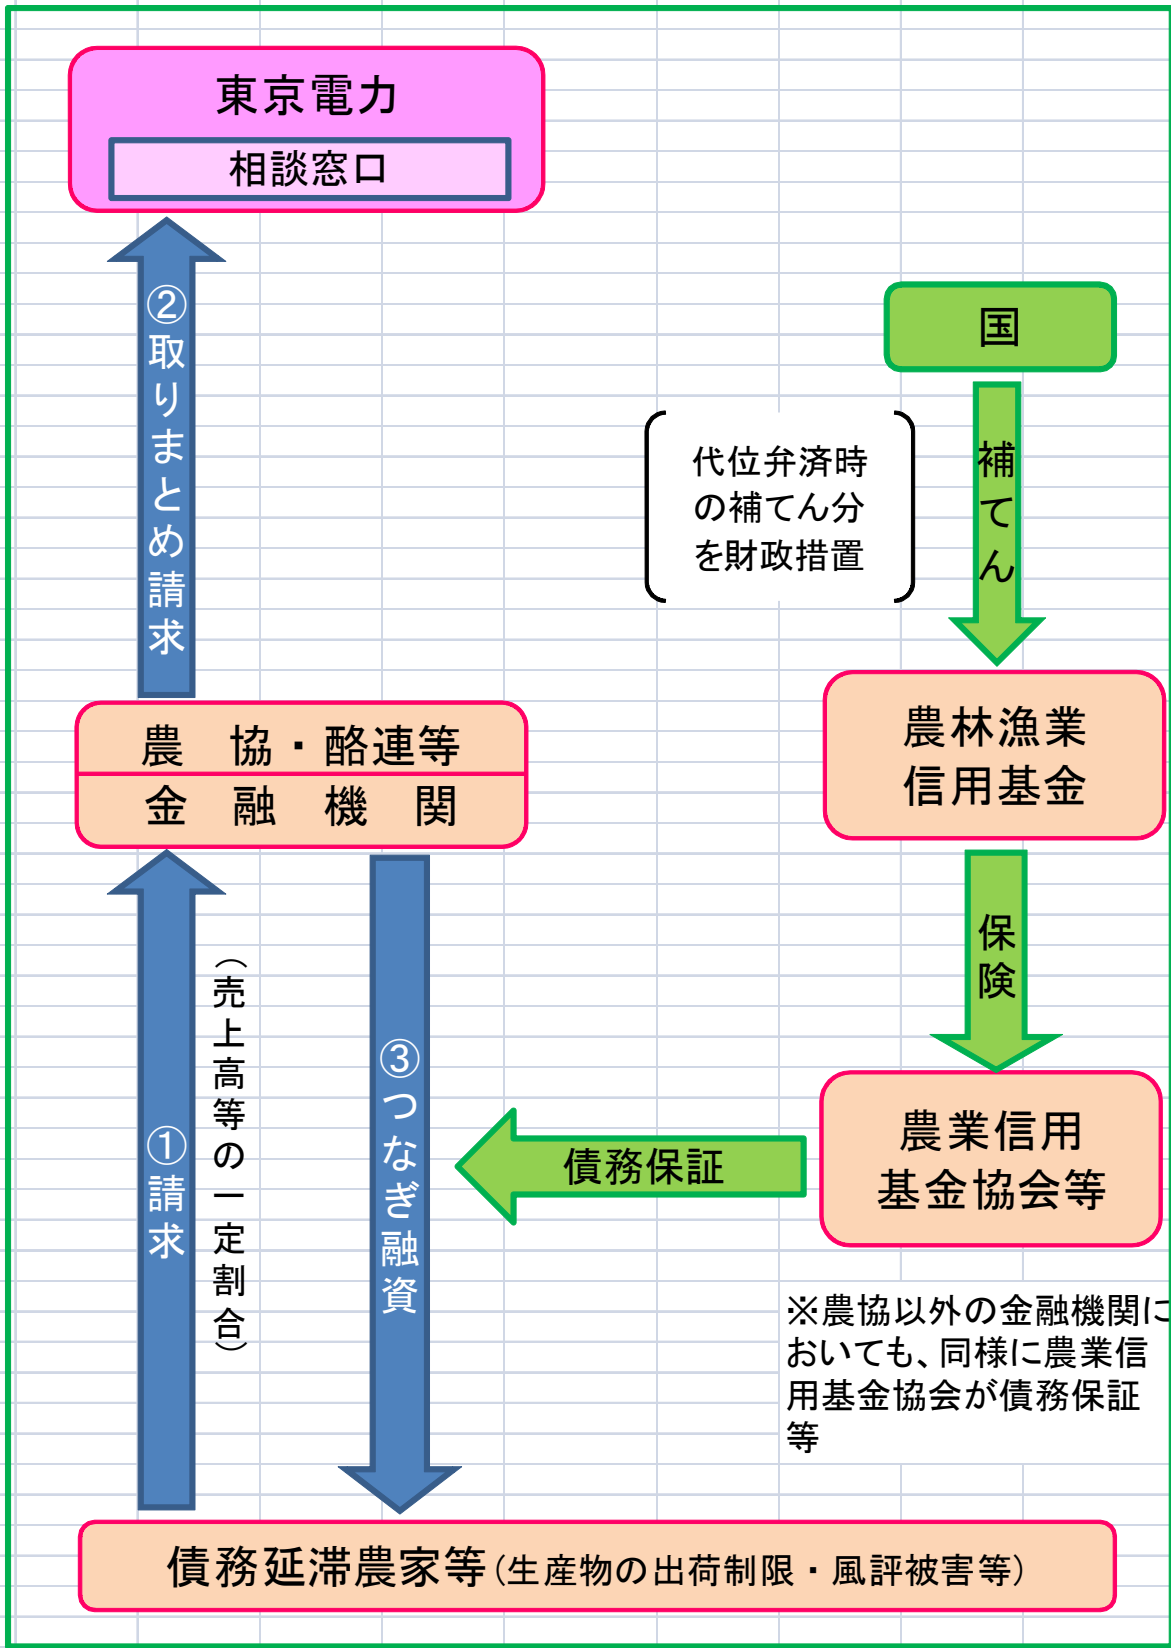 東京電力
相談窓口
②取りまとめ請求
国
補てん
代位弁済時
の補てん分
を財政措置
農　協・酪連等
金　融　機　関
農林漁業
信用基金
保険
①請求
（売上高等の一定割合）
③つなぎ融資
債務保証
農業信用
基金協会等
※農協以外の金融機関に
おいても、同様に農業信
用基金協会が債務保証
等
債務延滞農家等(生産物の出荷制限・風評被害等)